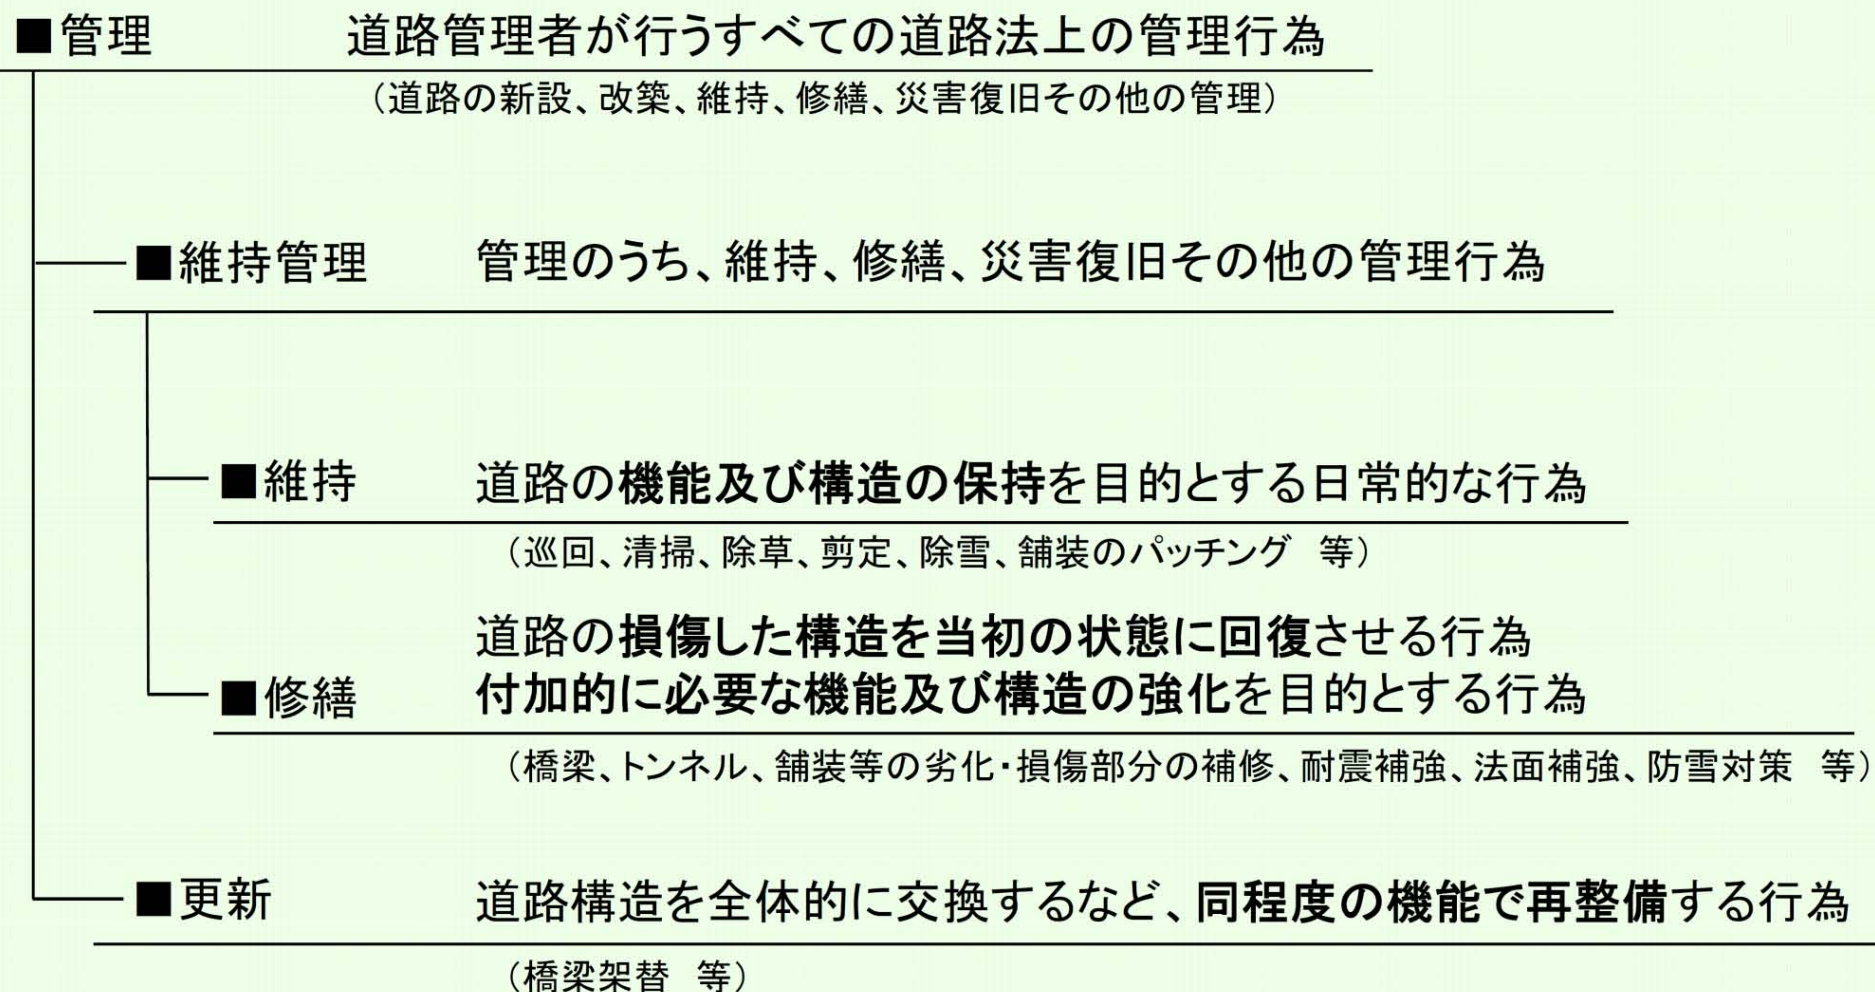 ■管理 道路管理者が行うすべての道路法上の管理行為
（道路の新設、改築、維持、修繕、災害復旧その他の管理）
■維持管理 管理のうち、維持、修繕、災害復旧その他の管理行為
■維持 道路の機能及び構造の保持を目的とする日常的な行為
（巡回、清掃、除草、剪定、除雪、舗装のパッチング 等）
道路の損傷した構造を当初の状態に回復させる行為
■修繕 付加的に必要な機能及び構造の強化を目的とする行為
（橋梁、トンネル、舗装等の劣化・損傷部分の補修、耐震補強、法面補強、防雪対策 等）
■更新 道路構造を全体的に交換するなど、同程度の機能で再整備する行為
（橋梁架替 等）